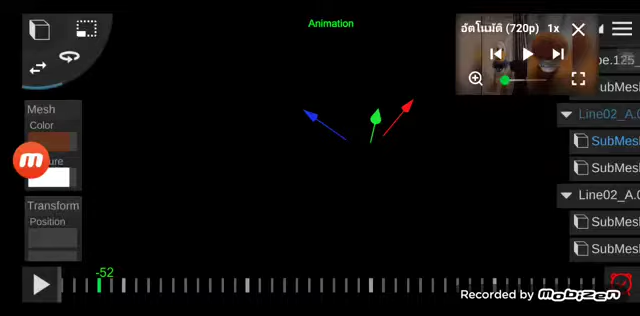 Animation
อัตโนมัติ (720p) 1x
Mesh
Color
Transform
Position
.125_
SubMesh
Line02_A.0
SubMesh
SubMesh
Line02_A.0
SubMesh
SubMesh
-52
Recorded by Mobizen